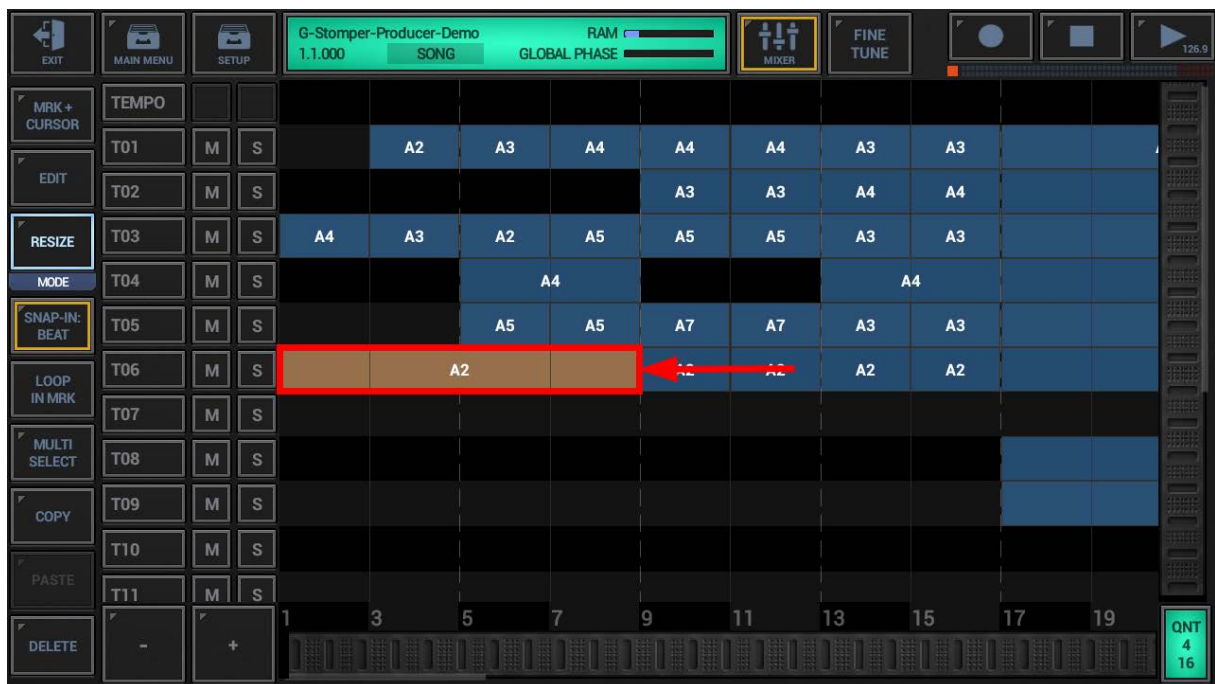 G-Stomper-Producer-Demo RAM
1.1.000 SONG GLOBAL PHASE
EXIT
MAIN MENU
SETUP
MIXER
FINE
TUNE
126.9
MRK +
CURSOR
EDIT
RESIZE
MODE
SNAP-IN:
BEAT
LOOP
IN MRK
MULTI
SELECT
COPY
PASTE
DELETE
TEMPO
T01 M S A2 A3 A4 A4 A4 A3 A3
T02 M S A3 A3 A4 A4
T03 M S A4 A3 A2 A5 A5 A5 A3 A3
T04 M S A4 A4
T05 M S A5 A5 A7 A7 A3 A3
T06 M S A2 A2 A2 A2 A2
T07 M S
T08 M S
T09 M S
T10 M S
T11 M S
- +
1 3 5 7 9 11 13 15 17 19
QNT
4
16